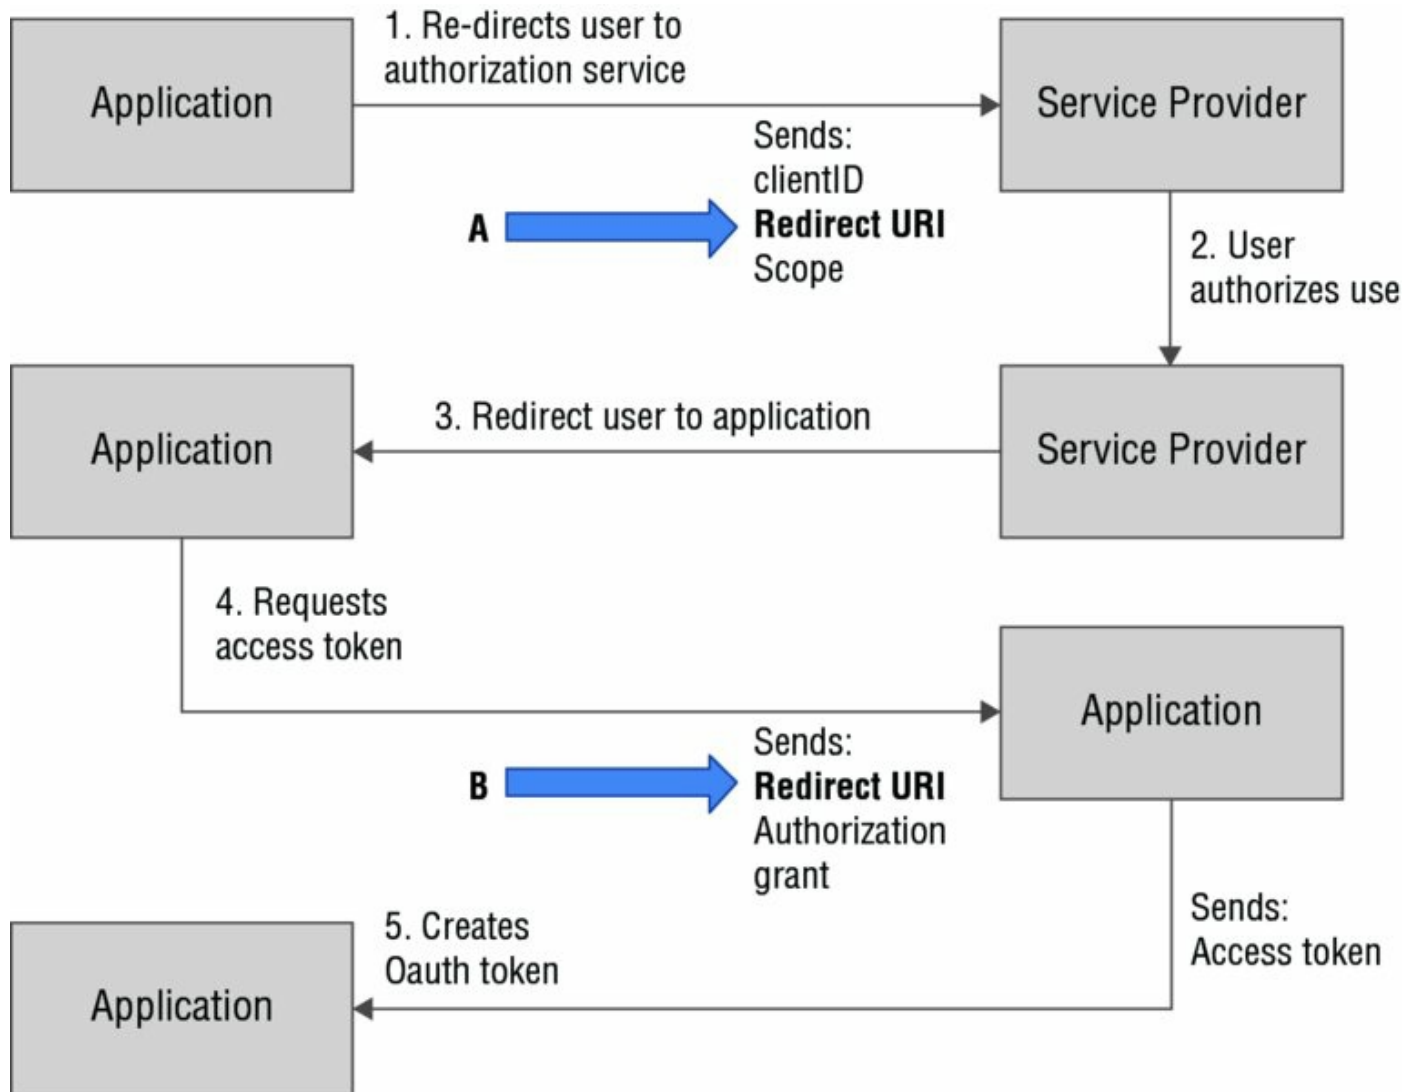 1. Re-directs user to
authorization service
Application
Service Provider
Sends:
clientID
A
Redirect URI
Scope
2. User
authorizes use
3. Redirect user to application
Application
Service Provider
4. Requests
access token
Application
Sends:
B
Redirect URI
Authorization
grant
Sends:
Access token
5. Creates
Oauth token
Application